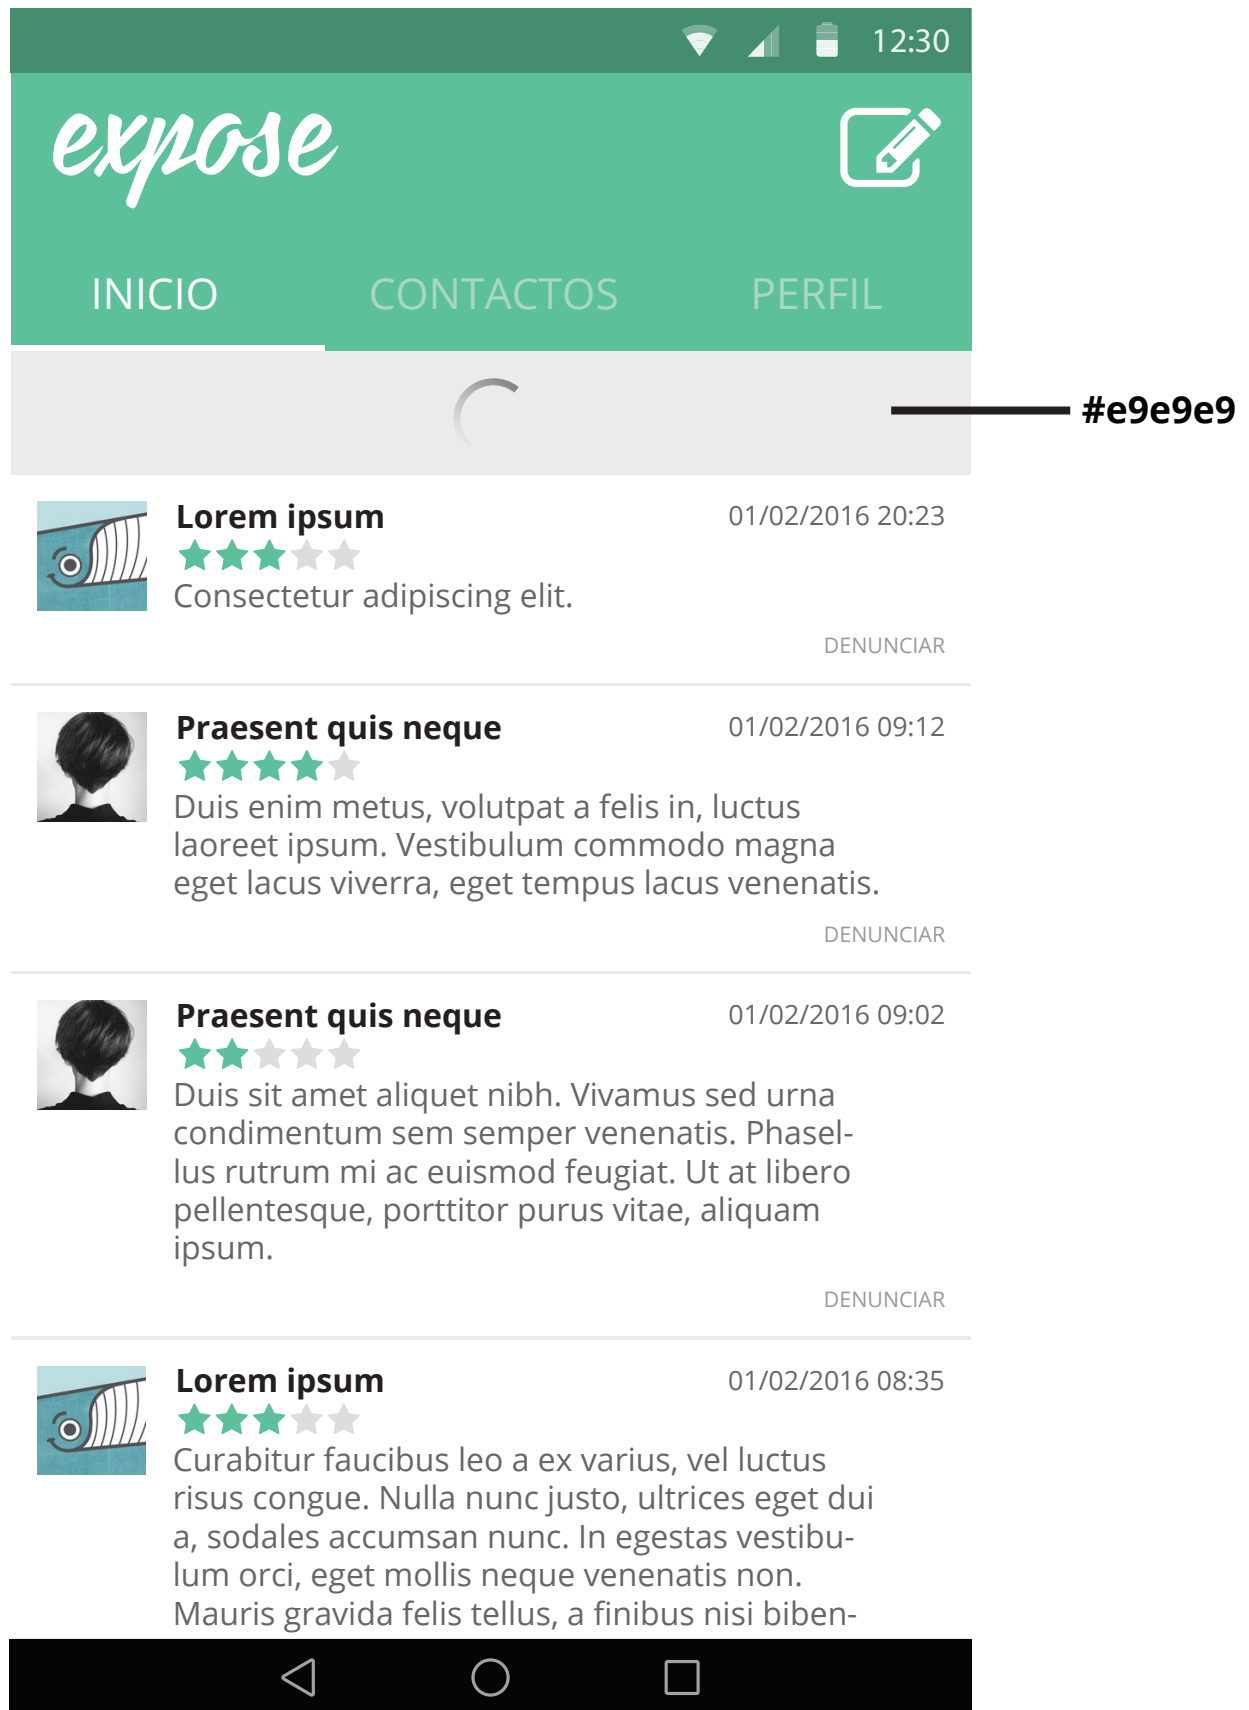 12:30
expose
INICIO CONTACTOS PERFIL
#e9e9e9
Lorem ipsum 01/02/2016 20:23
Consectetur adipiscing elit.
DENUNCIAR
Praesent quis neque 01/02/2016 09:12
Duis enim metus, volutpat a felis in, luctus
laoreet ipsum. Vestibulum commodo magna
eget lacus viverra, eget tempus lacus venenatis.
DENUNCIAR
Praesent quis neque 01/02/2016 09:02
Duis sit amet aliquet nibh. Vivamus sed urna
condimentum sem semper venenatis. Phasel-
lus rutrum mi ac euismod feugiat. Ut at libero
pellentesque, porttitor purus vitae, aliquam
ipsum.
DENUNCIAR
Lorem ipsum 01/02/2016 08:35
Curabitur faucibus leo a ex varius, vel luctus
risus congue. Nulla nunc justo, ultrices eget dui
a, sodales accumsan nunc. In egestas vestibu-
lum orci, eget mollis neque venenatis non.
Mauris gravida felis tellus, a finibus nisi biben-